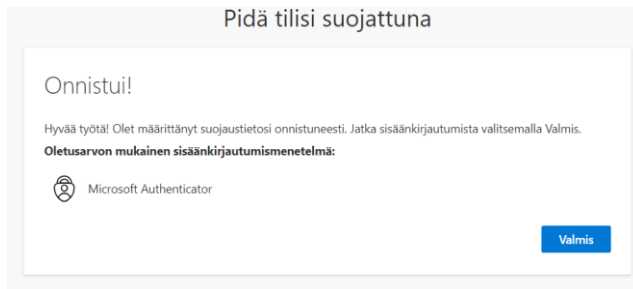 Pidä tilisi suojattuna
Onnistui!
Hyvää työtä! Olet määrittänyt suojaustietosi onnistuneesti. Jatka sisäänkirjautumista valitsemalla Valmis.
Oletusarvon mukainen sisäänkirjautumismenetelmä:
Microsoft Authenticator
Valmis